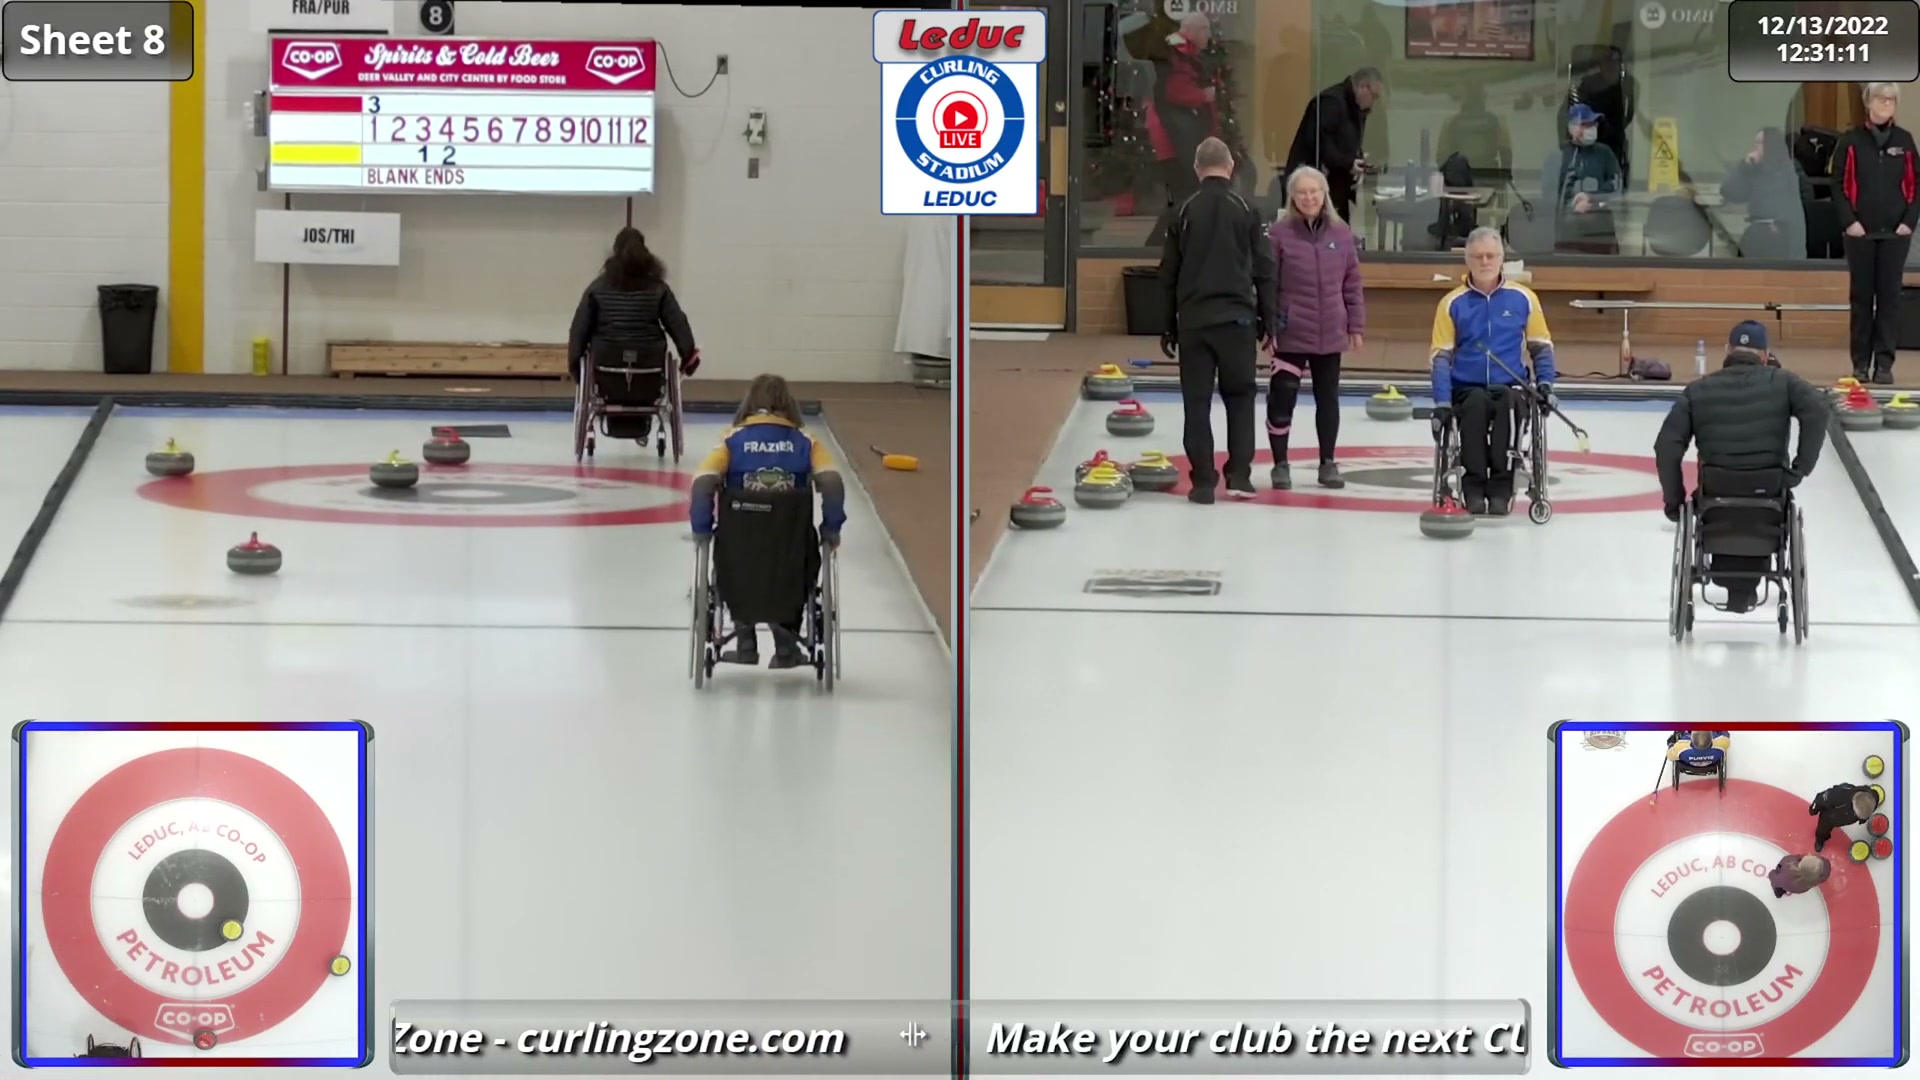 Sheet 8
FRA/PUR
8
CO-OP
Spirits & Cold Beer
CO-OP
DEER VALLEY AND CITY CENTER BY FOOD STORE
3
1 2 3 4 5 6 7 8 9 10 11 12
1 2
BLANK ENDS
JOS/THI
Leduc
CURLING
LIVE
STADIUM
LEDUC
BMO
BMO
12/13/2022
12:31:11
FRAZIER
LEDUC, AB CO-OP
PETROLEUM
CO-OP
PURVIS
LEDUC, AB CO
PETROLEUM
CO-OP
Zone - curlingzone.com
Make your club the next CU